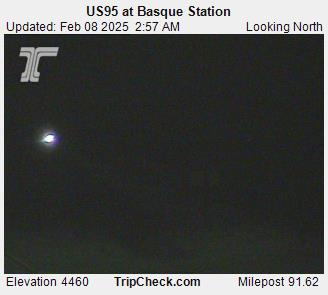 US95 at Basque Station
Updated: Feb 08 2025 2:57 AM Looking North
Elevation 4460 TripCheck.com Milepost 91.62